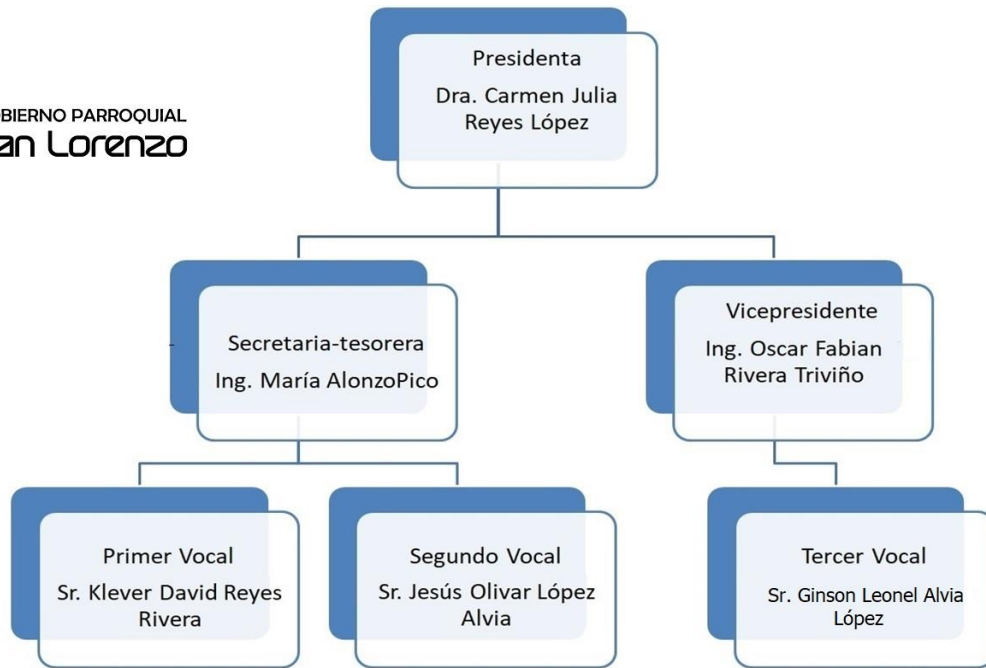 Presidenta
Dra. Carmen Julia
Reyes López
OBIERNO PARROQUIAL
an Lorenzo
Secretaria-tesorera
Ing. María AlonzoPico
Vicepresidente
Ing. Oscar Fabian
Rivera Triviño
Primer Vocal
Sr. Klever David Reyes
Rivera
Segundo Vocal
Sr. Jesús Olivar López
Alvia
Tercer Vocal
Sr. Ginson Leonel Alvia
López